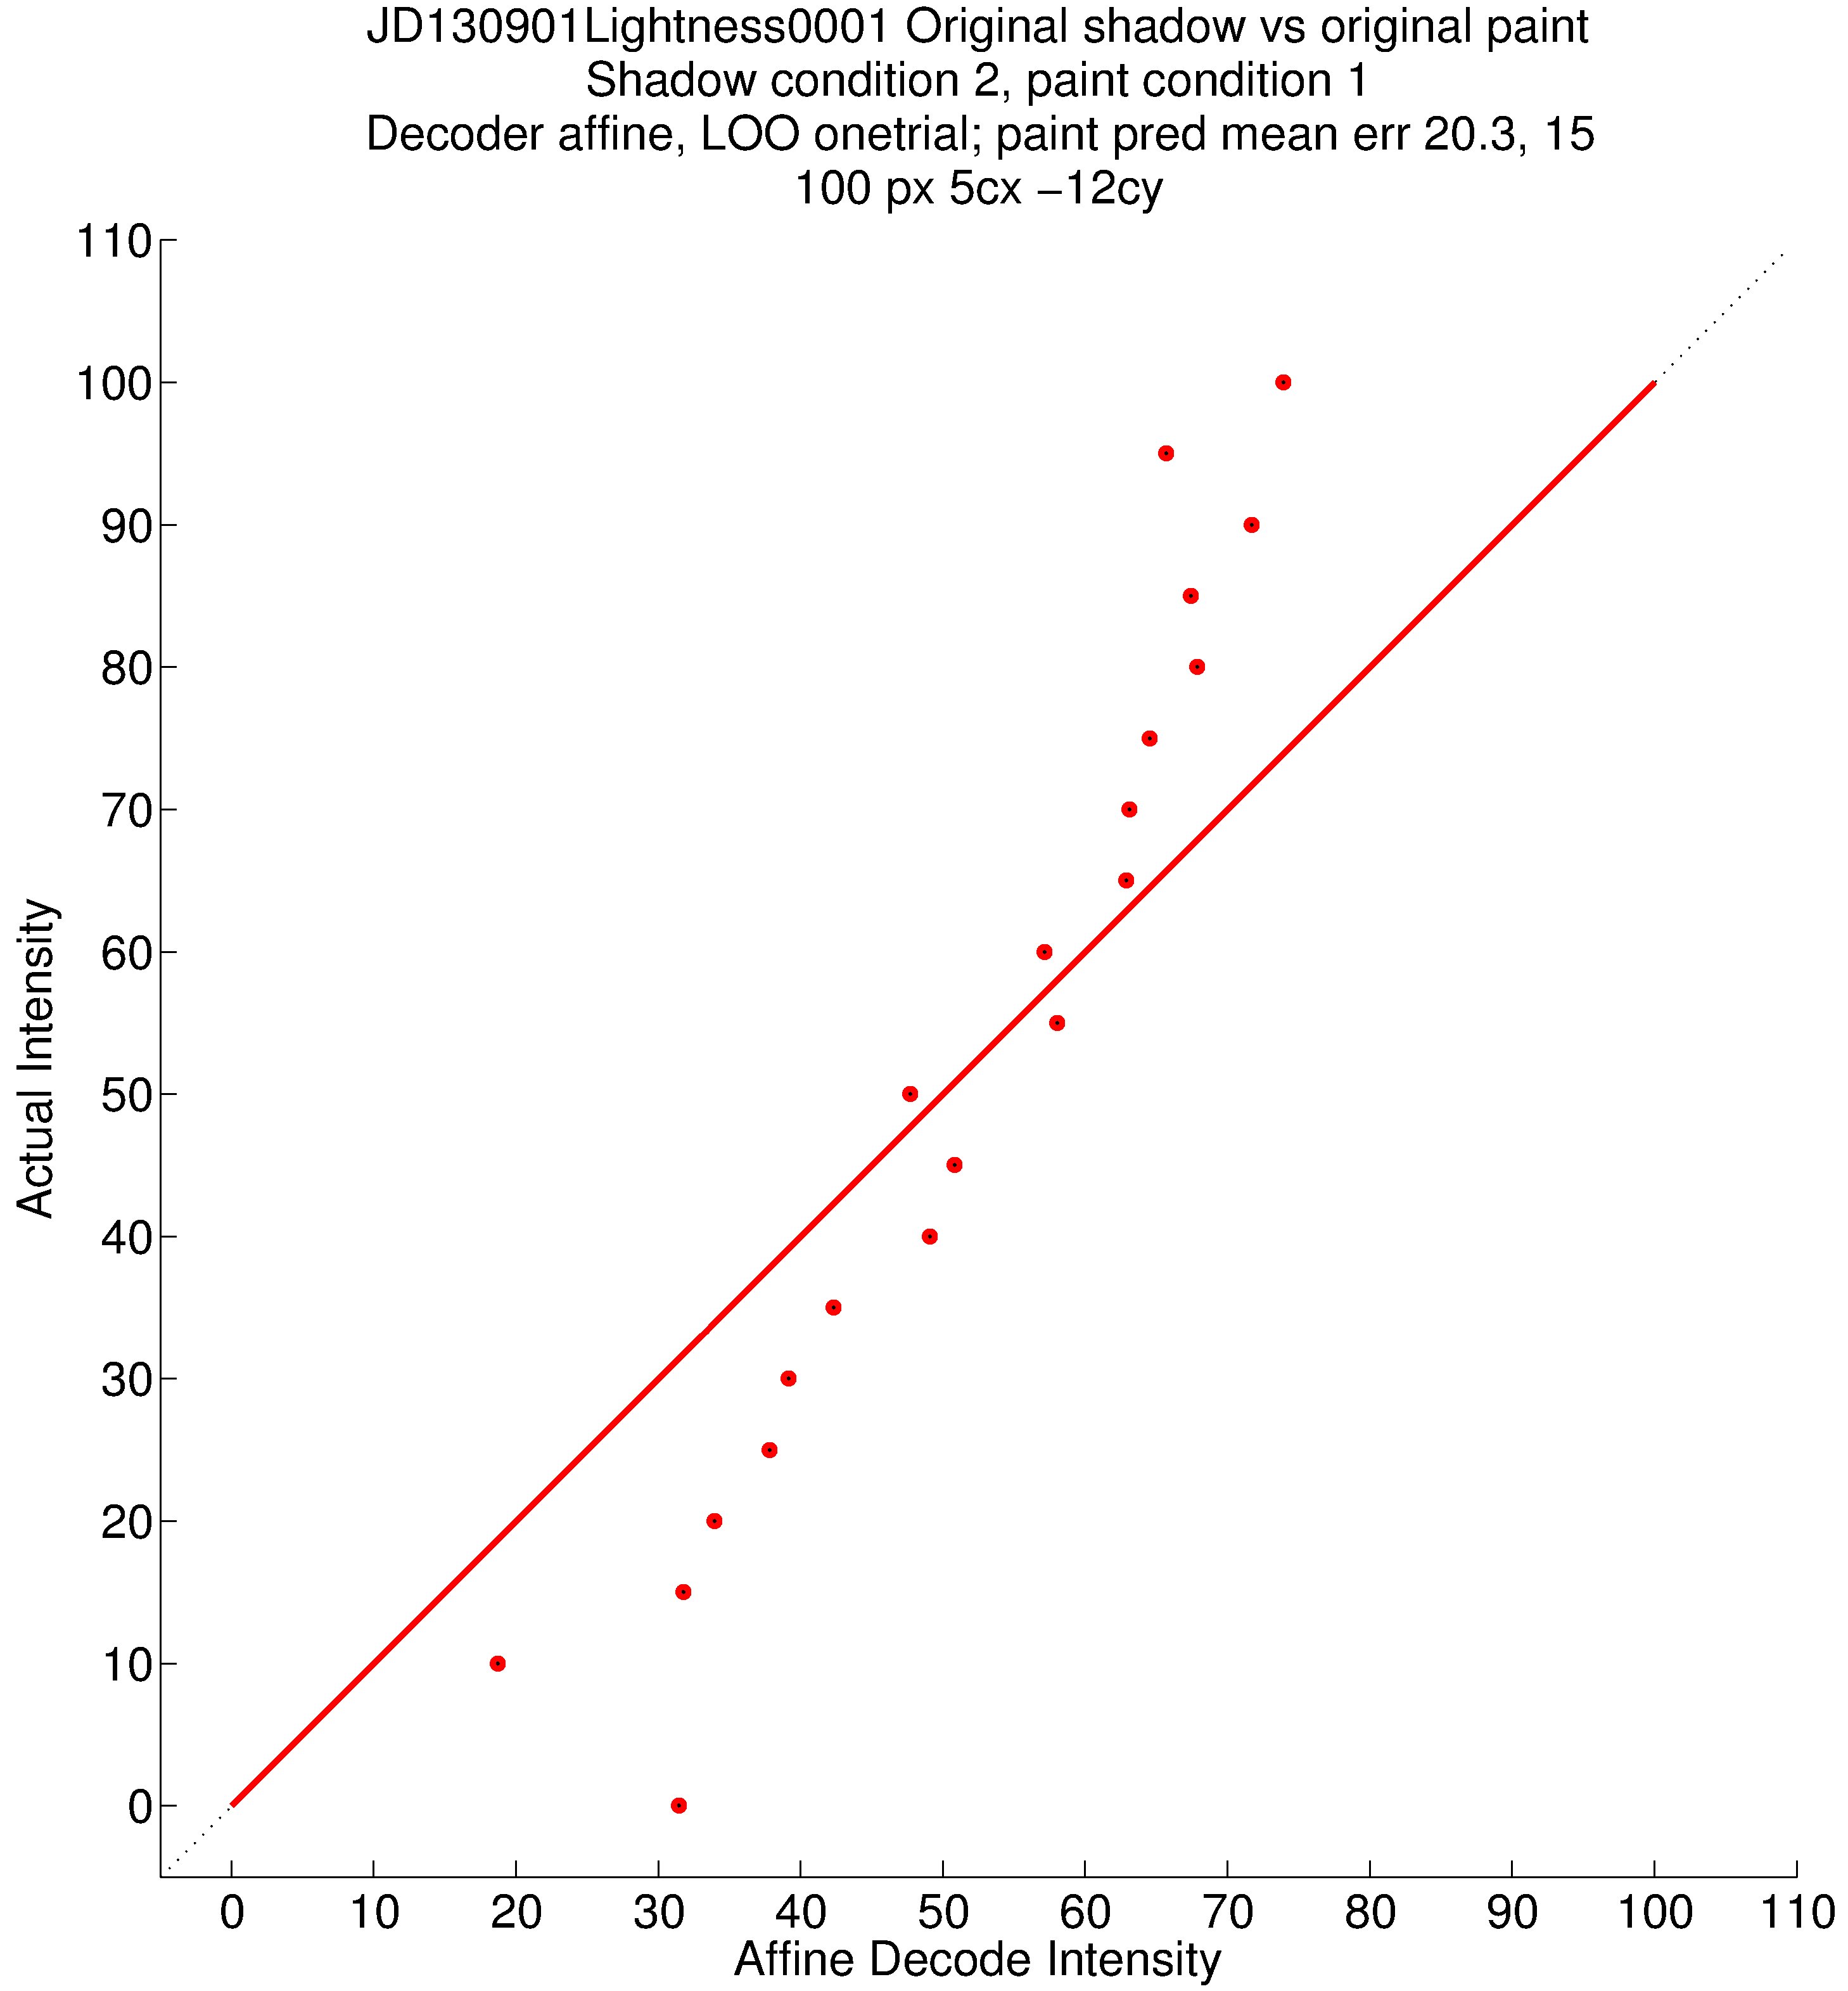 JD130901Lightness0001 Original shadow vs original paint
Shadow condition 2, paint condition 1
Decoder affine, LOO onetrial; paint pred mean err 20.3, 15
100 px 5cx −12cy
110
100
90
80
70
60
50
40
30
20
10
0
Actual Intensity
0 10 20 30 40 50 60 70 80 90 100 110
Affine Decode Intensity